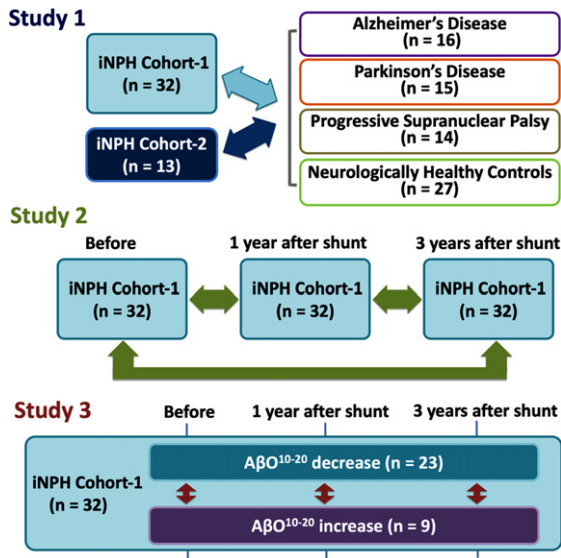 Study 1
iNPH Cohort-1
(n = 32)
iNPH Cohort-2
(n = 13)
Alzheimer's Disease
(n = 16)
Parkinson's Disease
(n = 15)
Progressive Supranuclear Palsy
(n = 14)
Neurologically Healthy Controls
(n = 27)
Study 2
Before 1 year after shunt 3 years after shunt
iNPH Cohort-1 iNPH Cohort-1 iNPH Cohort-1
(n = 32) (n = 32) (n = 32)
Study 3 Before 1 year after shunt 3 years after shunt
iNPH Cohort-1
(n = 32)
AβO¹⁰⁻²⁰ decrease (n = 23)
AβO¹⁰⁻²⁰ increase (n = 9)